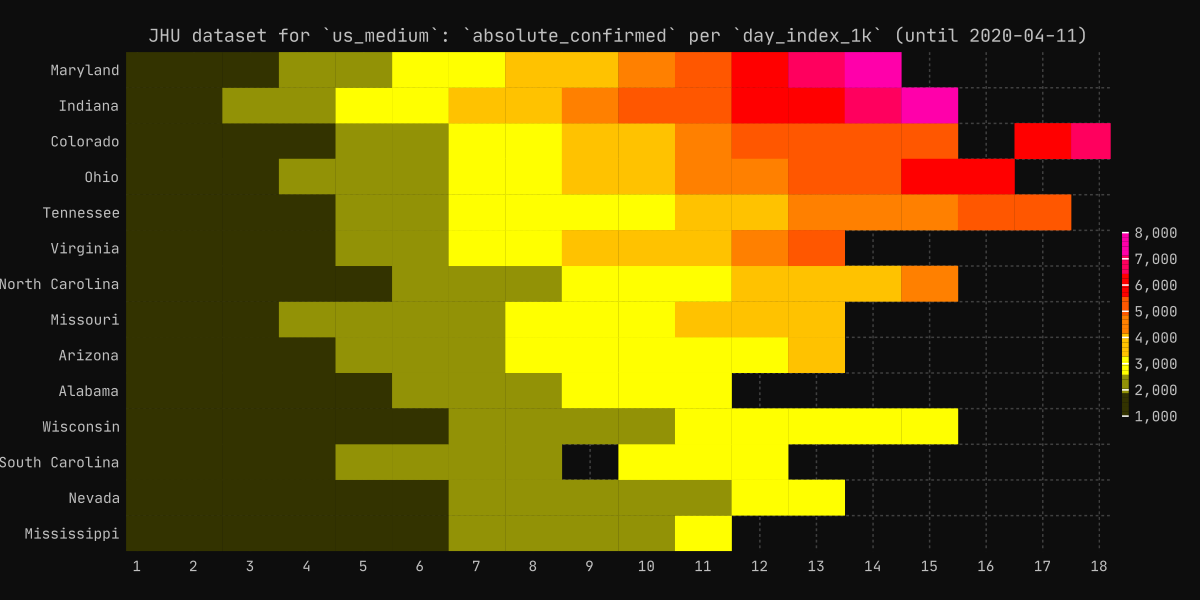 JHU dataset for `us_medium`: `absolute_confirmed` per `day_index_1k` (until 2020-04-11)
Maryland
Indiana
Colorado
Ohio
Tennessee
Virginia
North Carolina
Missouri
Arizona
Alabama
Wisconsin
South Carolina
Nevada
Mississippi
8,000
7,000
6,000
5,000
4,000
3,000
2,000
1,000
1 2 3 4 5 6 7 8 9 10 11 12 13 14 15 16 17 18